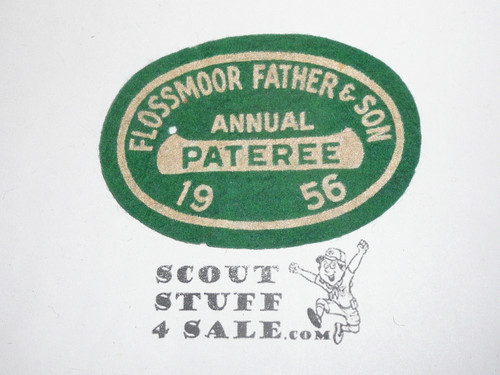 FLOSSMOOR FATHER & SON
ANNUAL
PATEREE
19 56
SCOUT
STUFF
4 SALE.COM